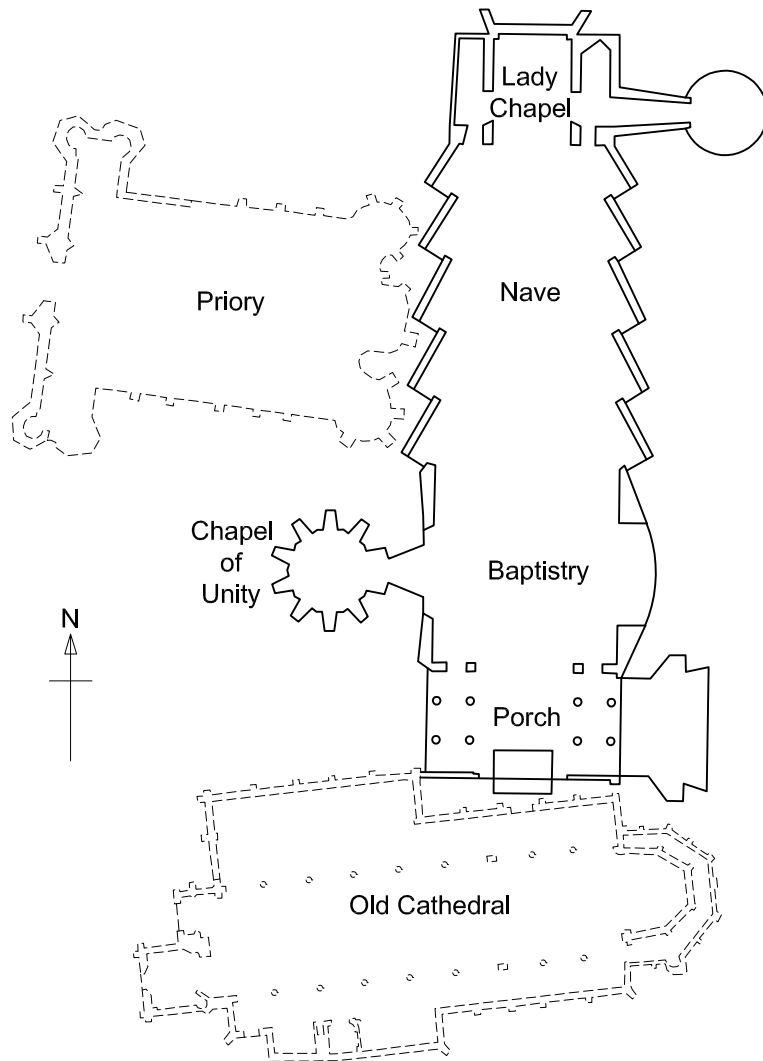 Lady
Chapel
Priory
Nave
Chapel
of
Unity
Baptistry
N
Porch
Old Cathedral